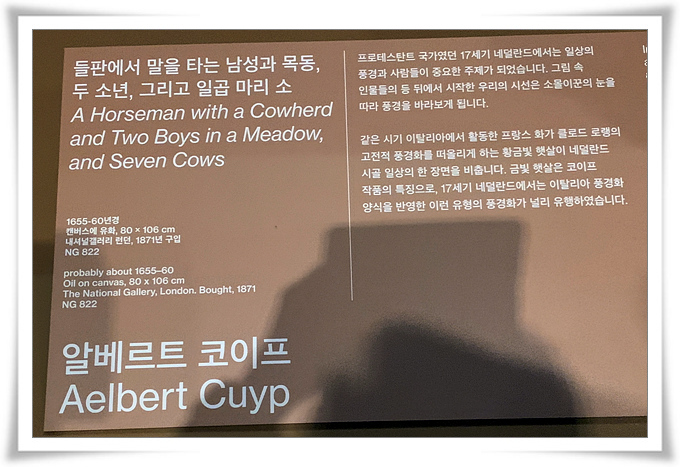 들판에서 말을 타는 남성과 목동,
두 소년, 그리고 일곱 마리 소
A Horseman with a Cowherd
and Two Boys in a Meadow,
and Seven Cows
1655-60년경
캔버스에 유화, 80 × 106 cm
내셔널갤러리 런던, 1871년 구입
NG 822
probably about 1655–60
Oil on canvas, 80 x 106 cm
The National Gallery, London. Bought, 1871
NG 822
알베르트 코이프
Aelbert Cuyp
프로테스탄트 국가였던 17세기 네덜란드에서는 일상의
풍경과 사람들이 중요한 주제가 되었습니다. 그림 속
인물들의 등 뒤에서 시작한 우리의 시선은 소몰이꾼의 눈을
따라 풍경을 바라보게 됩니다.
같은 시기 이탈리아에서 활동한 프랑스 화가 클로드 로랭의
고전적 풍경화를 떠올리게 하는 황금빛 햇살이 네덜란드
시골 일상의 한 장면을 비춥니다. 금빛 햇살은 코이프
작품의 특징으로, 17세기 네덜란드에서는 이탈리아 풍경화
양식을 반영한 이런 유형의 풍경화가 널리 유행하였습니다.